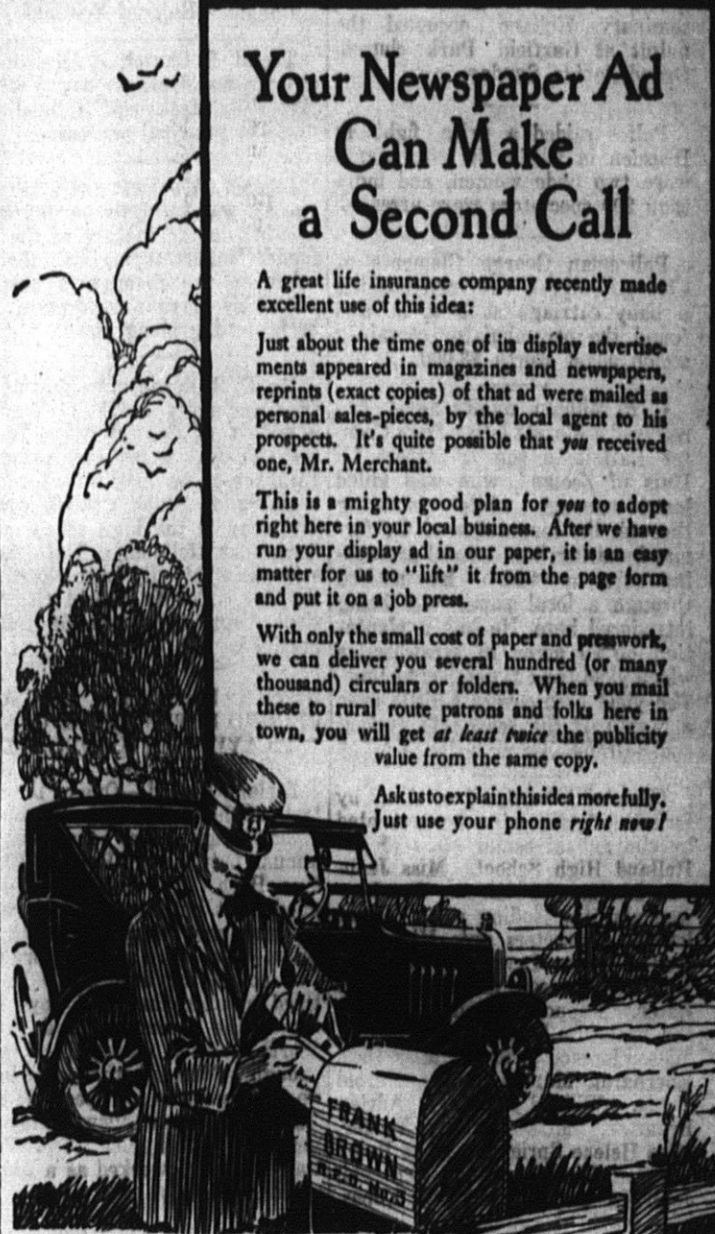 Your Newspaper Ad
Can Make
a Second Call
A great life insurance company recently made
excellent use of this idea:
Just about the time one of its display advertise-
ments appeared in magazines and newspapers,
reprints (exact copies) of that ad were mailed as
personal sales-pieces, by the local agent to his
prospects. It's quite possible that you received
one, Mr. Merchant.
This is a mighty good plan for you to adopt
right here in your local business. After we have
run your display ad in our paper, it is an easy
matter for us to "lift" it from the page form
and put it on a job press.
With only the small cost of paper and presswork,
we can deliver you several hundred (or many
thousand) circulars or folders. When you mail
these to rural route patrons and folks here in
town, you will get at least twice the publicity
value from the same copy.
Ask us to explain this idea more fully.
Just use your phone right now!
FRANK
BROWN
R.F.D. No. 3